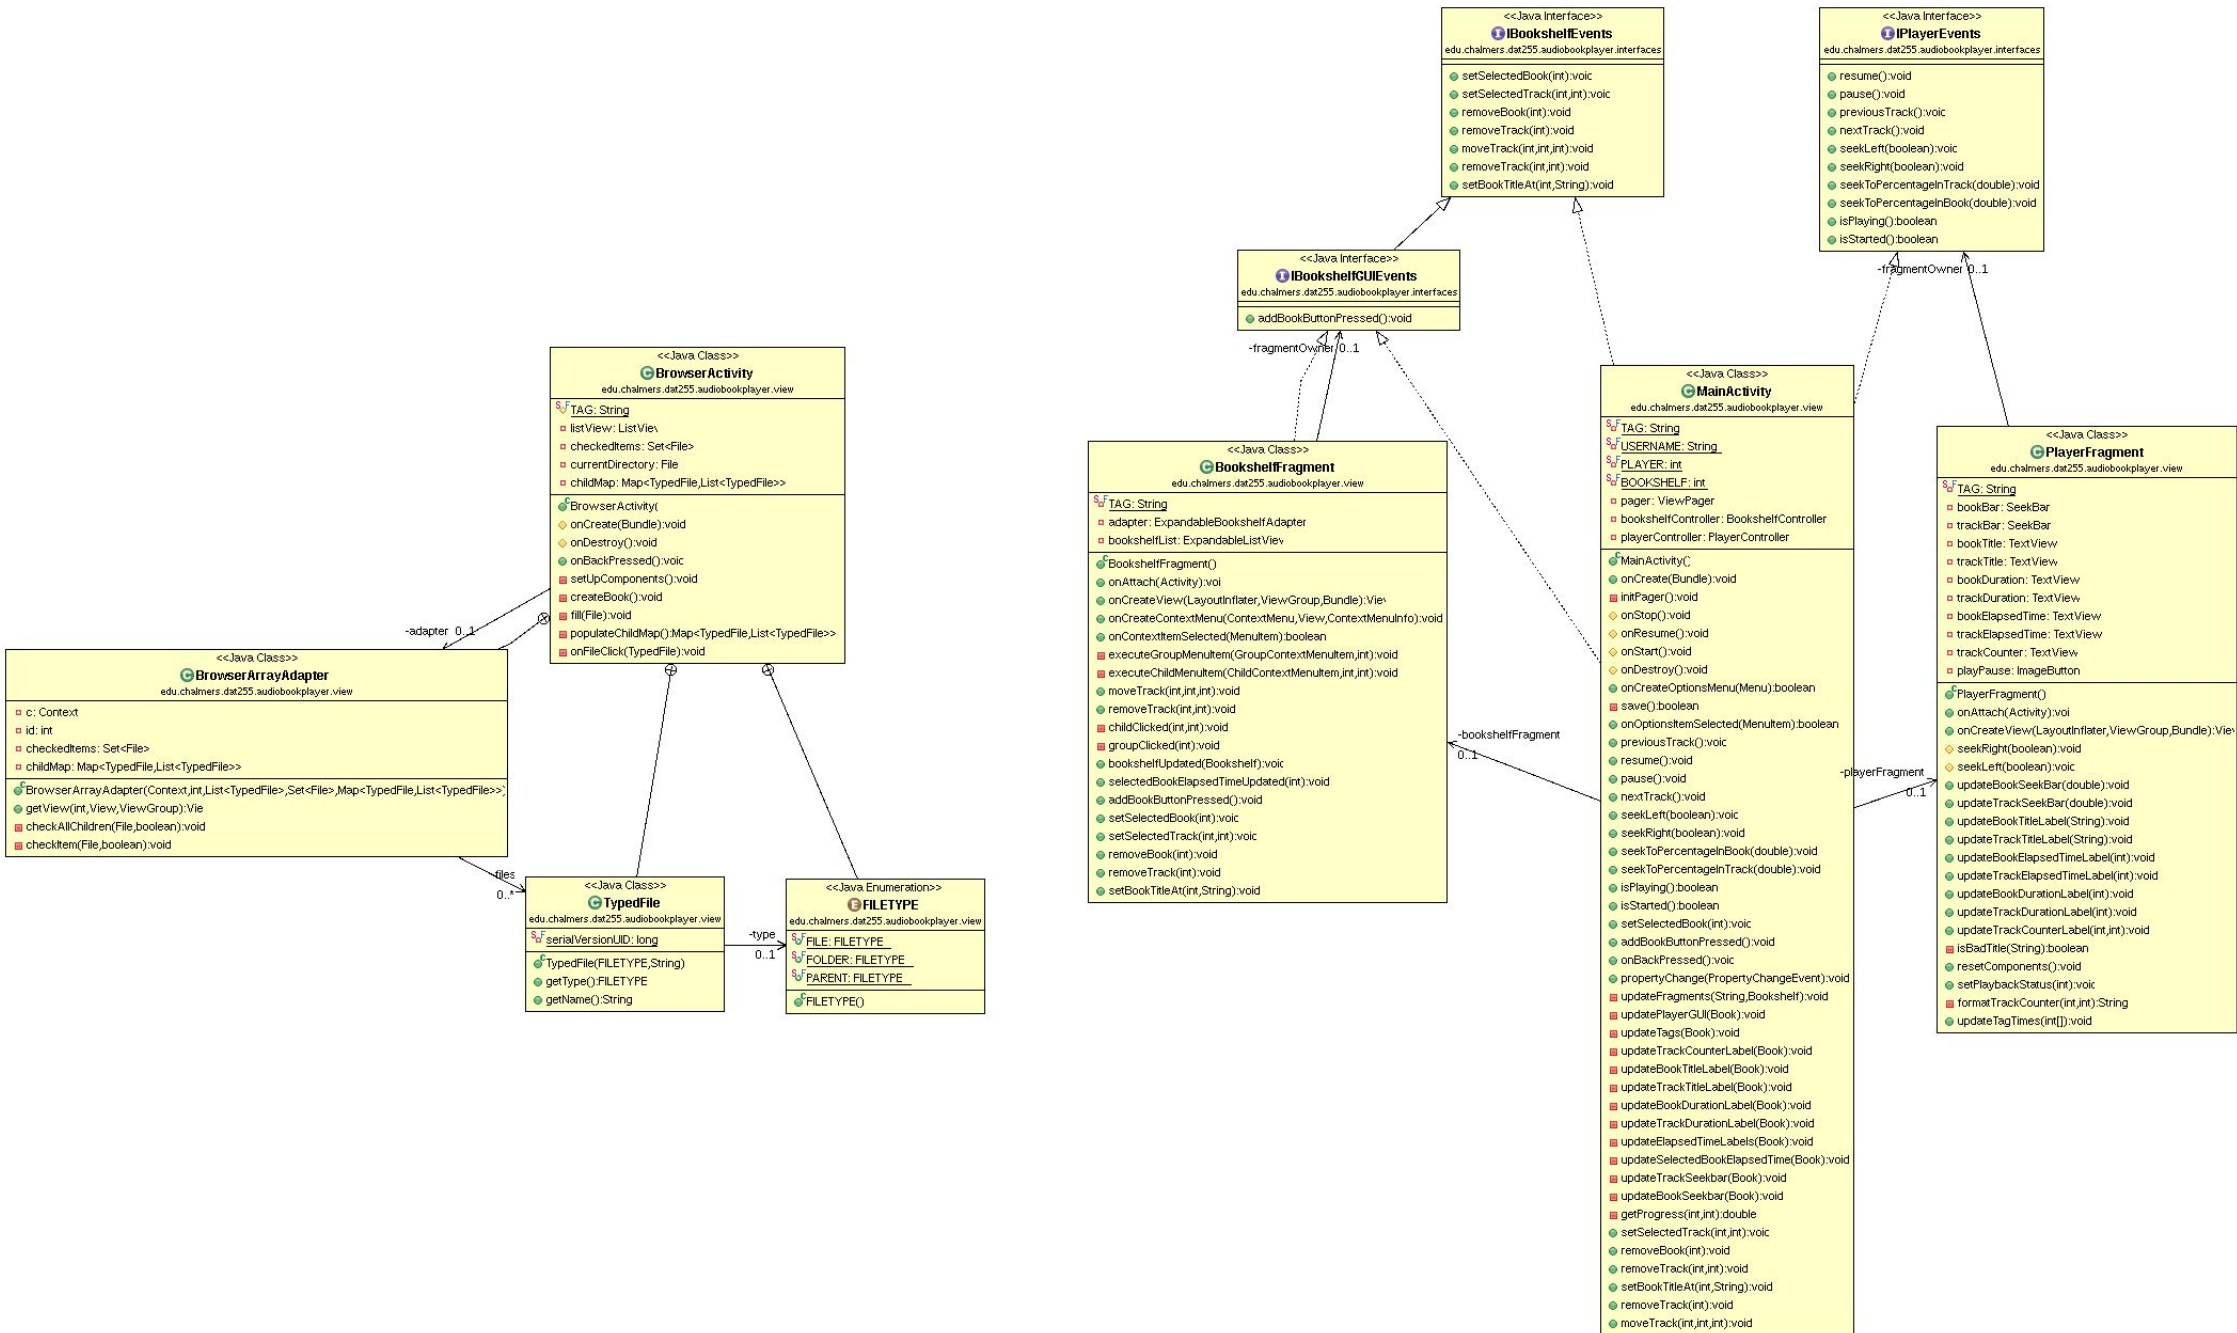 <<Java Interface>>
IBookshelfEvents
edu.chalmers.dat255.audiobookplayer.interfaces
setSelectedBook(int):voic
setSelectedTrack(int,int):voic
removeBook(int):void
removeTrack(int):void
moveTrack(int,int,int):void
removeTrack(int,int):void
setBookTitleAt(int,String):void
<<Java Interface>>
IPlayerEvents
edu.chalmers.dat255.audiobookplayer.interfaces
resume():void
pause():void
previousTrack():voic
nextTrack():void
seekLeft(boolean):voic
seekRight(boolean):void
seekToPercentageInTrack(double):void
seekToPercentageInBook(double):void
isPlaying():boolean
isStarted():boolean
-fragmentOwner 0..1
<<Java Interface>>
IBookshelfGUIEvents
edu.chalmers.dat255.audiobookplayer.interfaces
addBookButtonPressed():void
-fragmentOwner 0..1
<<Java Class>>
BrowserActivity
edu.chalmers.dat255.audiobookplayer.view
TAG: String
listView: ListViev
checkedItems: Set<File>
currentDirectory: File
childMap: Map<TypedFile,List<TypedFile>>
BrowserActivity(
onCreate(Bundle):void
onDestroy():void
onBackPressed():voic
setUpComponents():void
createBook():void
fill(File):void
populateChildMap():Map<TypedFile,List<TypedFile>>
onFileClick(TypedFile):void
-adapter 0..1
<<Java Class>>
BrowserArrayAdapter
edu.chalmers.dat255.audiobookplayer.view
c: Context
id: int
checkedItems: Set<File>
childMap: Map<TypedFile,List<TypedFile>>
BrowserArrayAdapter(Context,int,List<TypedFile>,Set<File>,Map<TypedFile,List<TypedFile>>)
getView(int,View,ViewGroup):Vie
checkAllChildren(File,boolean):void
checkItem(File,boolean):void
-files
0..*
<<Java Class>>
TypedFile
edu.chalmers.dat255.audiobookplayer.view
serialVersionUID: long
TypedFile(FILETYPE,String)
getType():FILETYPE
getName():String
-type
0..1
<<Java Enumeration>>
FILETYPE
edu.chalmers.dat255.audiobookplayer.view
FILE: FILETYPE
FOLDER: FILETYPE
PARENT: FILETYPE
FILETYPE()
<<Java Class>>
BookshelfFragment
edu.chalmers.dat255.audiobookplayer.view
TAG: String
adapter: ExpandableBookshelfAdapter
bookshelfList: ExpandableListViev
BookshelfFragment()
onAttach(Activity):voi
onCreateView(LayoutInflater,ViewGroup,Bundle):Viev
onCreateContextMenu(ContextMenu,View,ContextMenuInfo):void
onContextItemSelected(MenuItem):boolean
executeGroupMenuItem(GroupContextMenuItem,int):void
executeChildMenuItem(ChildContextMenuItem,int,int):void
moveTrack(int,int,int):void
removeTrack(int,int):void
childClicked(int,int):void
groupClicked(int):void
bookshelfUpdated(Bookshelf):voic
selectedBookElapsedTimeUpdated(int):void
addBookButtonPressed():void
setSelectedBook(int):voic
setSelectedTrack(int,int):voic
removeBook(int):void
removeTrack(int):void
setBookTitleAt(int,String):void
-bookshelfFragment
0..1
<<Java Class>>
MainActivity
edu.chalmers.dat255.audiobookplayer.view
TAG: String
USERNAME: String
PLAYER: int
BOOKSHELF: int
pager: ViewPager
bookshelfController: BookshelfController
playerController: PlayerController
MainActivity()
onCreate(Bundle):void
initPager():void
onStop():void
onResume():void
onStart():void
onDestroy():void
onCreateOptionsMenu(Menu):boolean
save():boolean
onOptionsItemSelected(MenuItem):boolean
previousTrack():voic
resume():void
pause():void
nextTrack():void
seekLeft(boolean):voic
seekRight(boolean):void
seekToPercentageInBook(double):void
seekToPercentageInTrack(double):void
isPlaying():boolean
isStarted():boolean
setSelectedBook(int):voic
addBookButtonPressed():void
onBackPressed():voic
propertyChange(PropertyChangeEvent):void
updateFragments(String,Bookshelf):void
updatePlayerGUI(Book):void
updateTags(Book):void
updateTrackCounterLabel(Book):void
updateBookTitleLabel(Book):void
updateTrackTitleLabel(Book):void
updateBookDurationLabel(Book):void
updateTrackDurationLabel(Book):void
updateElapsedTimeLabels(Book):void
updateSelectedBookElapsedTime(Book):void
updateTrackSeekbar(Book):void
updateBookSeekbar(Book):void
getProgress(int,int):double
setSelectedTrack(int,int):voic
removeBook(int):void
removeTrack(int,int):void
setBookTitleAt(int,String):void
removeTrack(int):void
moveTrack(int,int,int):void
-playerFragment
0..1
<<Java Class>>
PlayerFragment
edu.chalmers.dat255.audiobookplayer.view
TAG: String
bookBar: SeekBar
trackBar: SeekBar
bookTitle: TextView
trackTitle: TextView
bookDuration: TextView
trackDuration: TextView
bookElapsedTime: TextView
trackElapsedTime: TextView
trackCounter: TextView
playPause: ImageButton
PlayerFragment()
onAttach(Activity):voi
onCreateView(LayoutInflater,ViewGroup,Bundle):Viev
seekRight(boolean):void
seekLeft(boolean):voic
updateBookSeekBar(double):void
updateTrackSeekBar(double):void
updateBookTitleLabel(String):void
updateTrackTitleLabel(String):void
updateBookElapsedTimeLabel(int):void
updateTrackElapsedTimeLabel(int):void
updateBookDurationLabel(int):void
updateTrackDurationLabel(int):void
updateTrackCounterLabel(int,int):void
isBadTitle(String):boolean
resetComponents():void
setPlaybackStatus(int):voic
formatTrackCounter(int,int):String
updateTagTimes(int[]):void